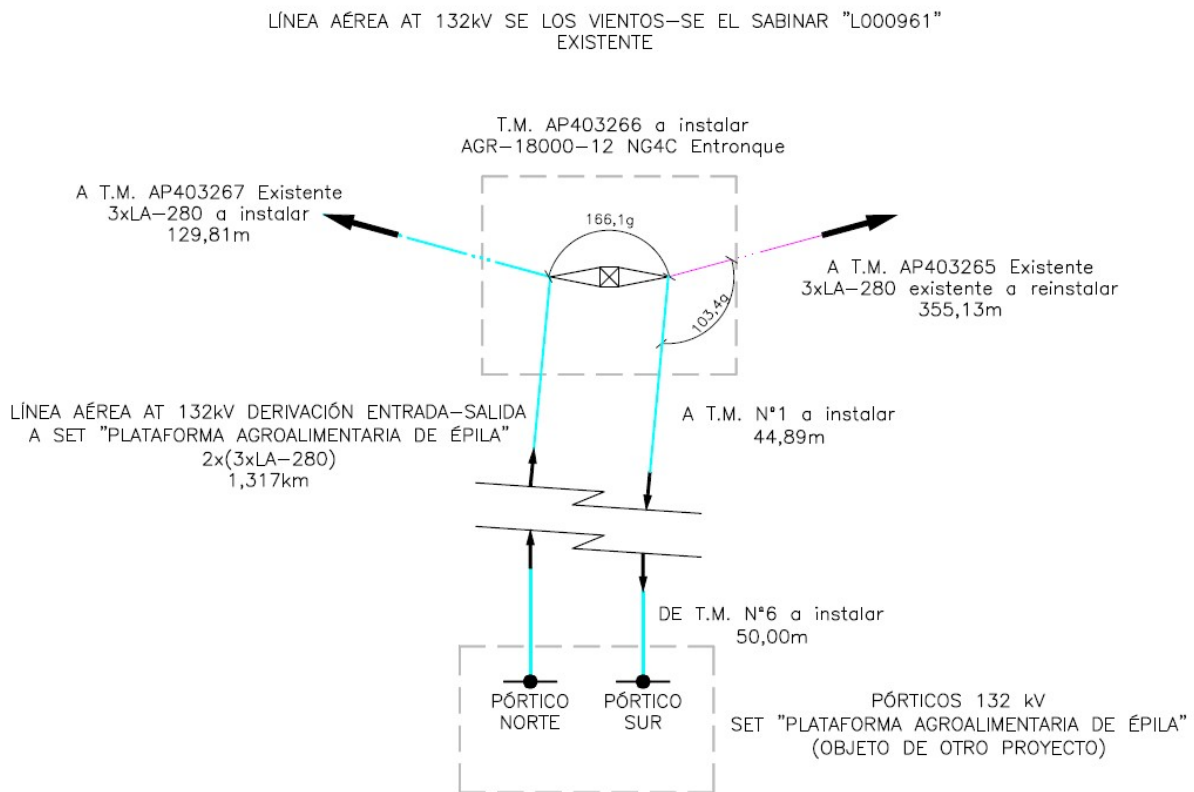 LÍNEA AÉREA AT 132kV SE LOS VIENTOS-SE EL SABINAR "L000961"
EXISTENTE
T.M. AP403266 a instalar
AGR-18000-12 NG4C Entronque
A T.M. AP403267 Existente
3xLA-280 a instalar
129,81m
166,1g
A T.M. AP403265 Existente
3xLA-280 existente a reinstalar
355,13m
103,4g
LÍNEA AÉREA AT 132kV DERIVACIÓN ENTRADA-SALIDA
A SET "PLATAFORMA AGROALIMENTARIA DE ÉPILA"
2x(3xLA-280)
1,317km
A T.M. N°1 a instalar
44,89m
DE T.M. N°6 a instalar
50,00m
PÓRTICO
NORTE
PÓRTICO
SUR
PÓRTICOS 132 kV
SET "PLATAFORMA AGROALIMENTARIA DE ÉPILA"
(OBJETO DE OTRO PROYECTO)